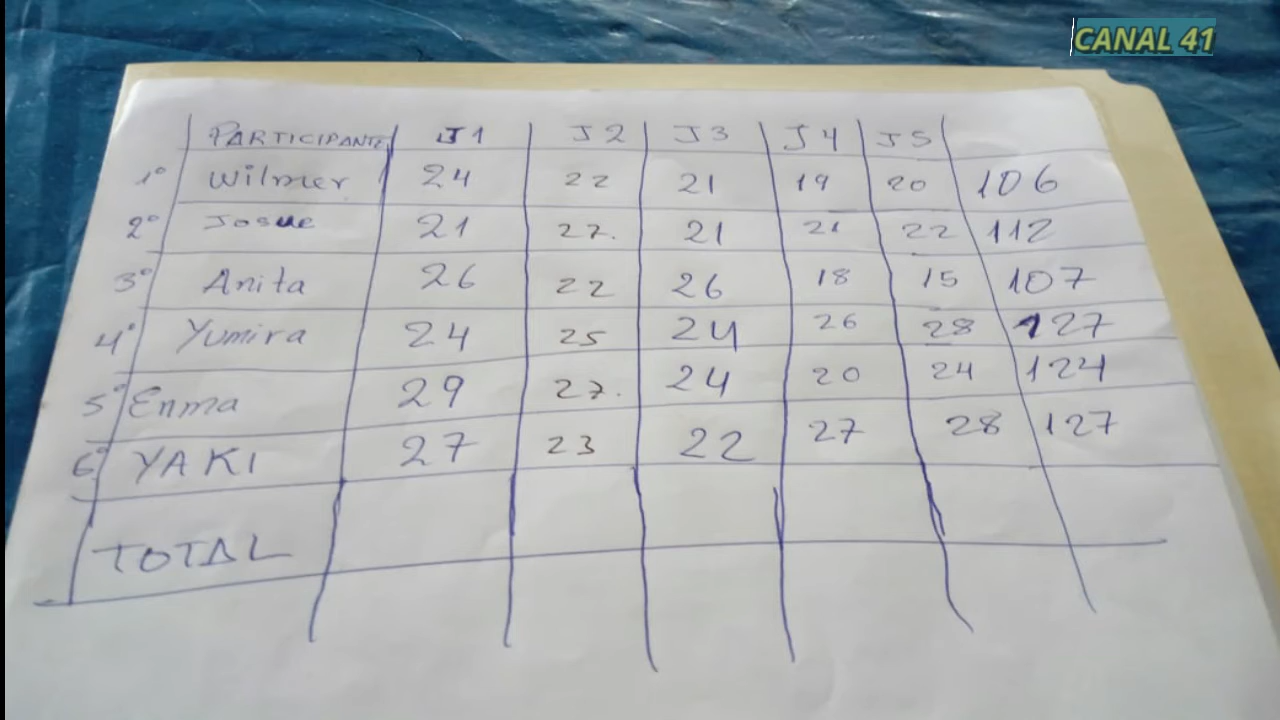 CANAL 41
PARTICIPANTE J1 J2 J3 J4 J5
1° Wilmer 24 22 21 19 20 106
2° Josue 21 27. 21 21 22 112
3° Anita 26 22 26 18 15 107
4° Yumira 24 25 24 26 28 127
5° Enma 29 27. 24 20 24 124
6° YAKI 27 23 22 27 28 127
TOTAL